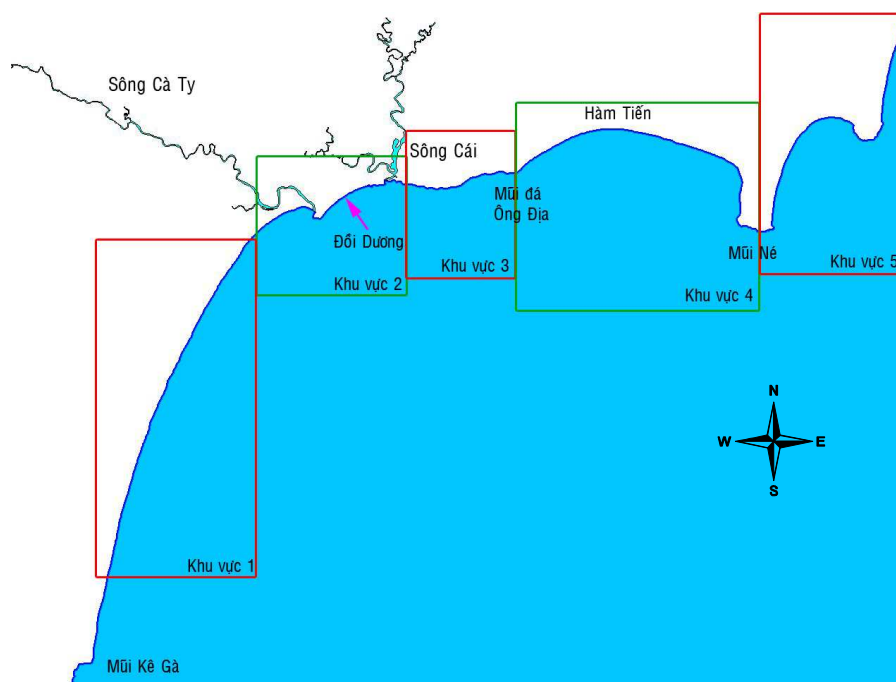 Sông Cà Ty
Hàm Tiến
Sông Cái
Mũi đá
Ông Địa
Đồi Dương
Mũi Né
Khu vực 5
Khu vực 3
Khu vực 2
Khu vực 4
N
W
E
S
Khu vực 1
Mũi Kê Gà